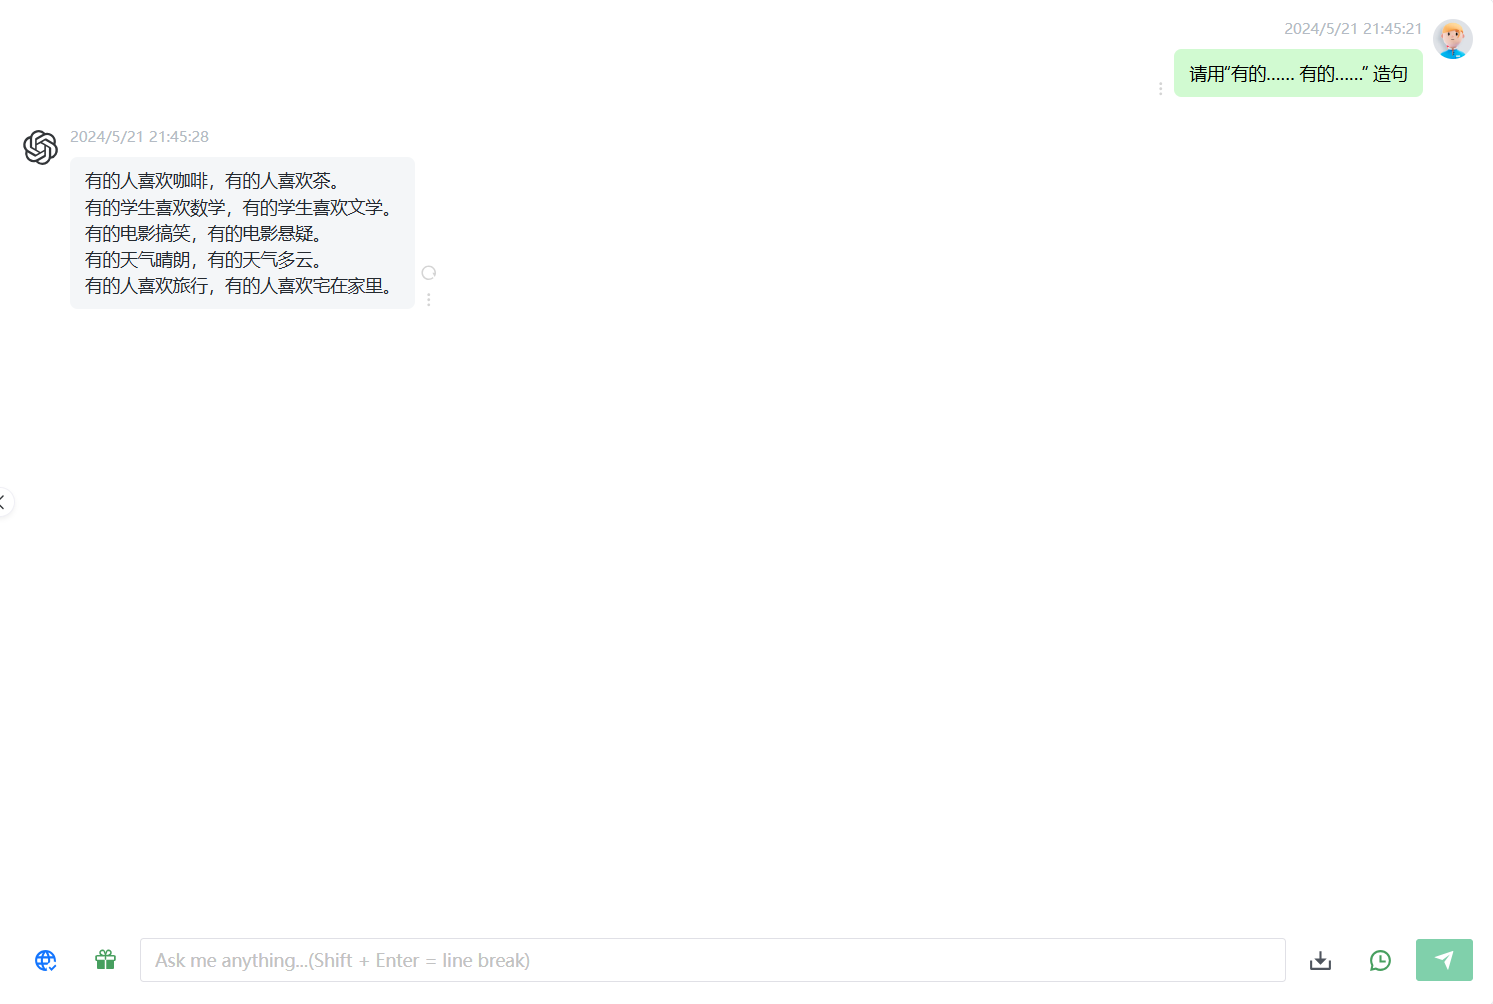 2024/5/21 21:45:21
请用“有的...... 有的......” 造句
2024/5/21 21:45:28
有的人喜欢咖啡，有的人喜欢茶。
有的学生喜欢数学，有的学生喜欢文学。
有的电影搞笑，有的电影悬疑。
有的天气晴朗，有的天气多云。
有的人喜欢旅行，有的人喜欢宅在家里。
Ask me anything...(Shift + Enter = line break)